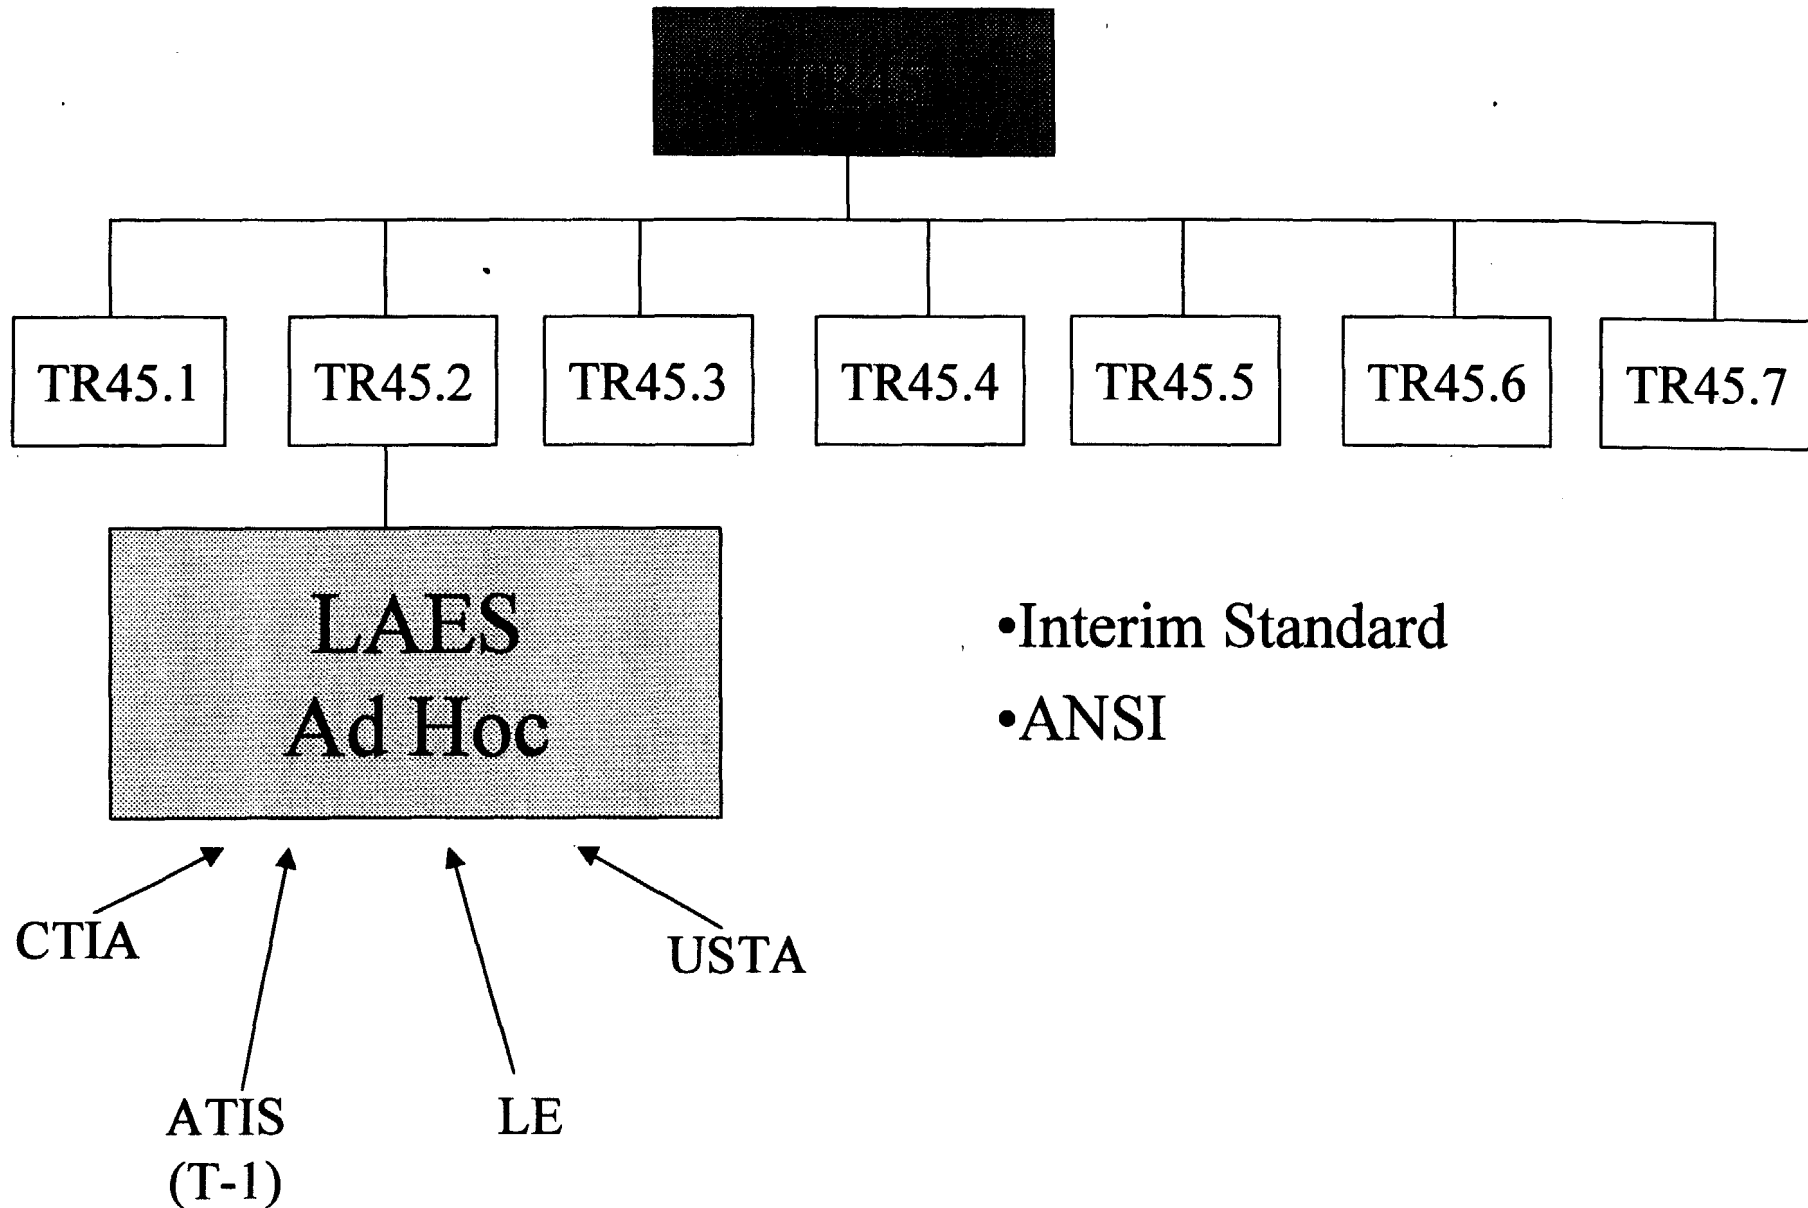 TR45
TR45.1
TR45.2
TR45.3
TR45.4
TR45.5
TR45.6
TR45.7
LAES
Ad Hoc
•Interim Standard
•ANSI
CTIA
USTA
ATIS
(T-1)
LE